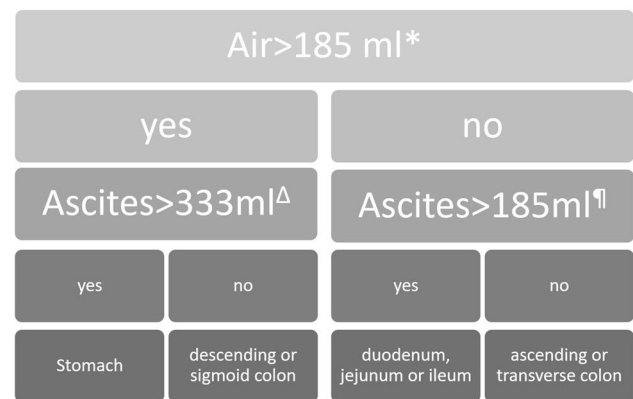 Air>185 ml*
yes
no
Ascites>333ml^Δ
Ascites>185ml^¶
yes
no
yes
no
Stomach
descending or
sigmoid colon
duodenum,
jejunum or ileum
ascending or
transverse colon